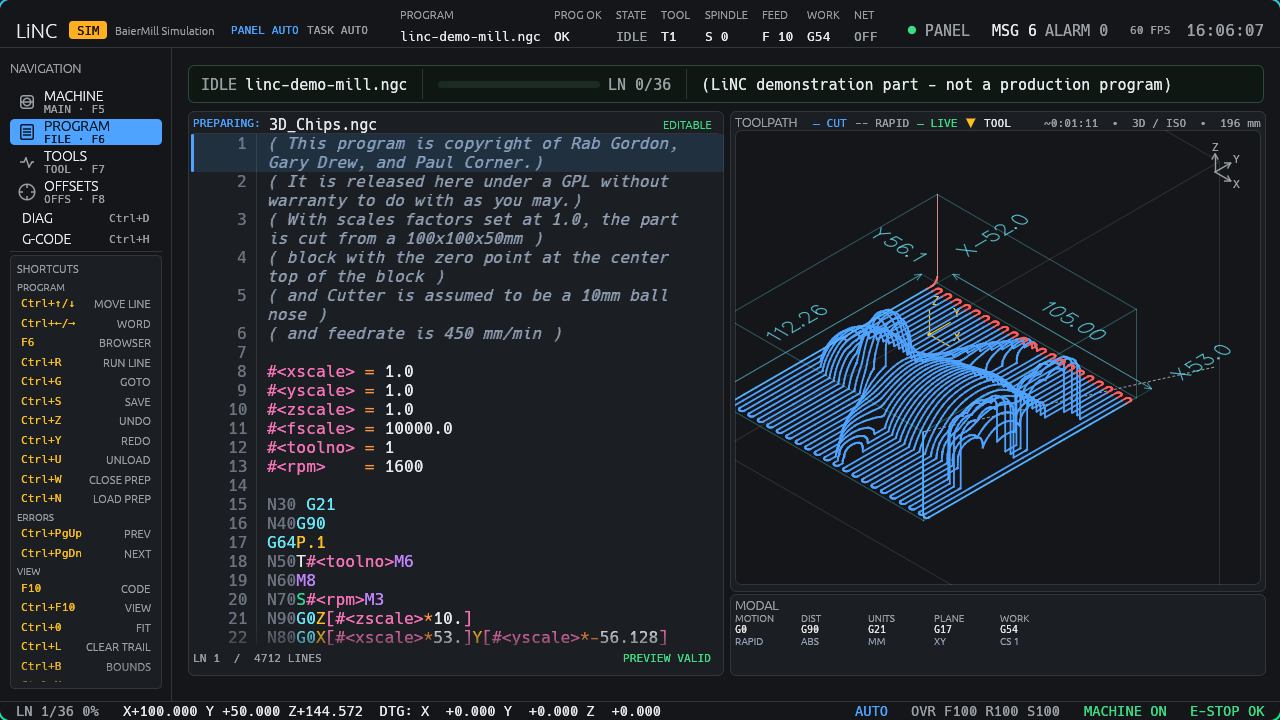 LiNC SIM BaierMill Simulation PANEL AUTO TASK AUTO
PROGRAM PROG OK STATE TOOL SPINDLE FEED WORK NET
linc-demo-mill.ngc OK IDLE T1 S 0 F 10 G54 OFF
● PANEL MSG 6 ALARM 0 60 FPS 16:06:07
NAVIGATION
MACHINE
MAIN · F5
PROGRAM
FILE · F6
TOOLS
TOOL · F7
OFFSETS
OFFS · F8
DIAG Ctrl+D
G-CODE Ctrl+H
SHORTCUTS
PROGRAM
Ctrl+↑/↓ MOVE LINE
Ctrl+←/→ WORD
F6 BROWSER
Ctrl+R RUN LINE
Ctrl+G GOTO
Ctrl+S SAVE
Ctrl+Z UNDO
Ctrl+Y REDO
Ctrl+U UNLOAD
Ctrl+W CLOSE PREP
Ctrl+N LOAD PREP
ERRORS
Ctrl+PgUp PREV
Ctrl+PgDn NEXT
VIEW
F10 CODE
Ctrl+F10 VIEW
Ctrl+0 FIT
Ctrl+L CLEAR TRAIL
Ctrl+B BOUNDS
IDLE linc-demo-mill.ngc LN 0/36 (LiNC demonstration part - not a production program)
PREPARING: 3D_Chips.ngc EDITABLE
1 ( This program is copyright of Rab Gordon,
Gary Drew, and Paul Corner.)
2 ( It is released here under a GPL without
warranty to do with as you may.)
3 ( With scales factors set at 1.0, the part
is cut from a 100x100x50mm )
4 ( block with the zero point at the center
top of the block )
5 ( and Cutter is assumed to be a 10mm ball
nose )
6 ( and feedrate is 450 mm/min )
7
8 #<xscale> = 1.0
9 #<yscale> = 1.0
10 #<zscale> = 1.0
11 #<fscale> = 10000.0
12 #<toolno> = 1
13 #<rpm> = 1600
14
15 N30 G21
16 N40G90
17 G64P.1
18 N50T#<toolno>M6
19 N60M8
20 N70S#<rpm>M3
21 N90G0Z[#<zscale>*10.]
22 N80G0X[#<xscale>*53.]Y[#<yscale>*-56.128]
LN 1 / 4712 LINES PREVIEW VALID
TOOLPATH — CUT -- RAPID — LIVE ▼ TOOL ~0:01:11 • 3D / ISO • 196 mm
Z
Y
X
Y 56.1
X -52.0
112.26
105.00
X53.0
Z
Y
X
MODAL
MOTION DIST UNITS PLANE WORK
G0 G90 G21 G17 G54
RAPID ABS MM XY CS 1
LN 1/36 0% X+100.000 Y +50.000 Z+144.572 DTG: X +0.000 Y +0.000 Z +0.000 AUTO OVR F100 R100 S100 MACHINE ON E-STOP OK